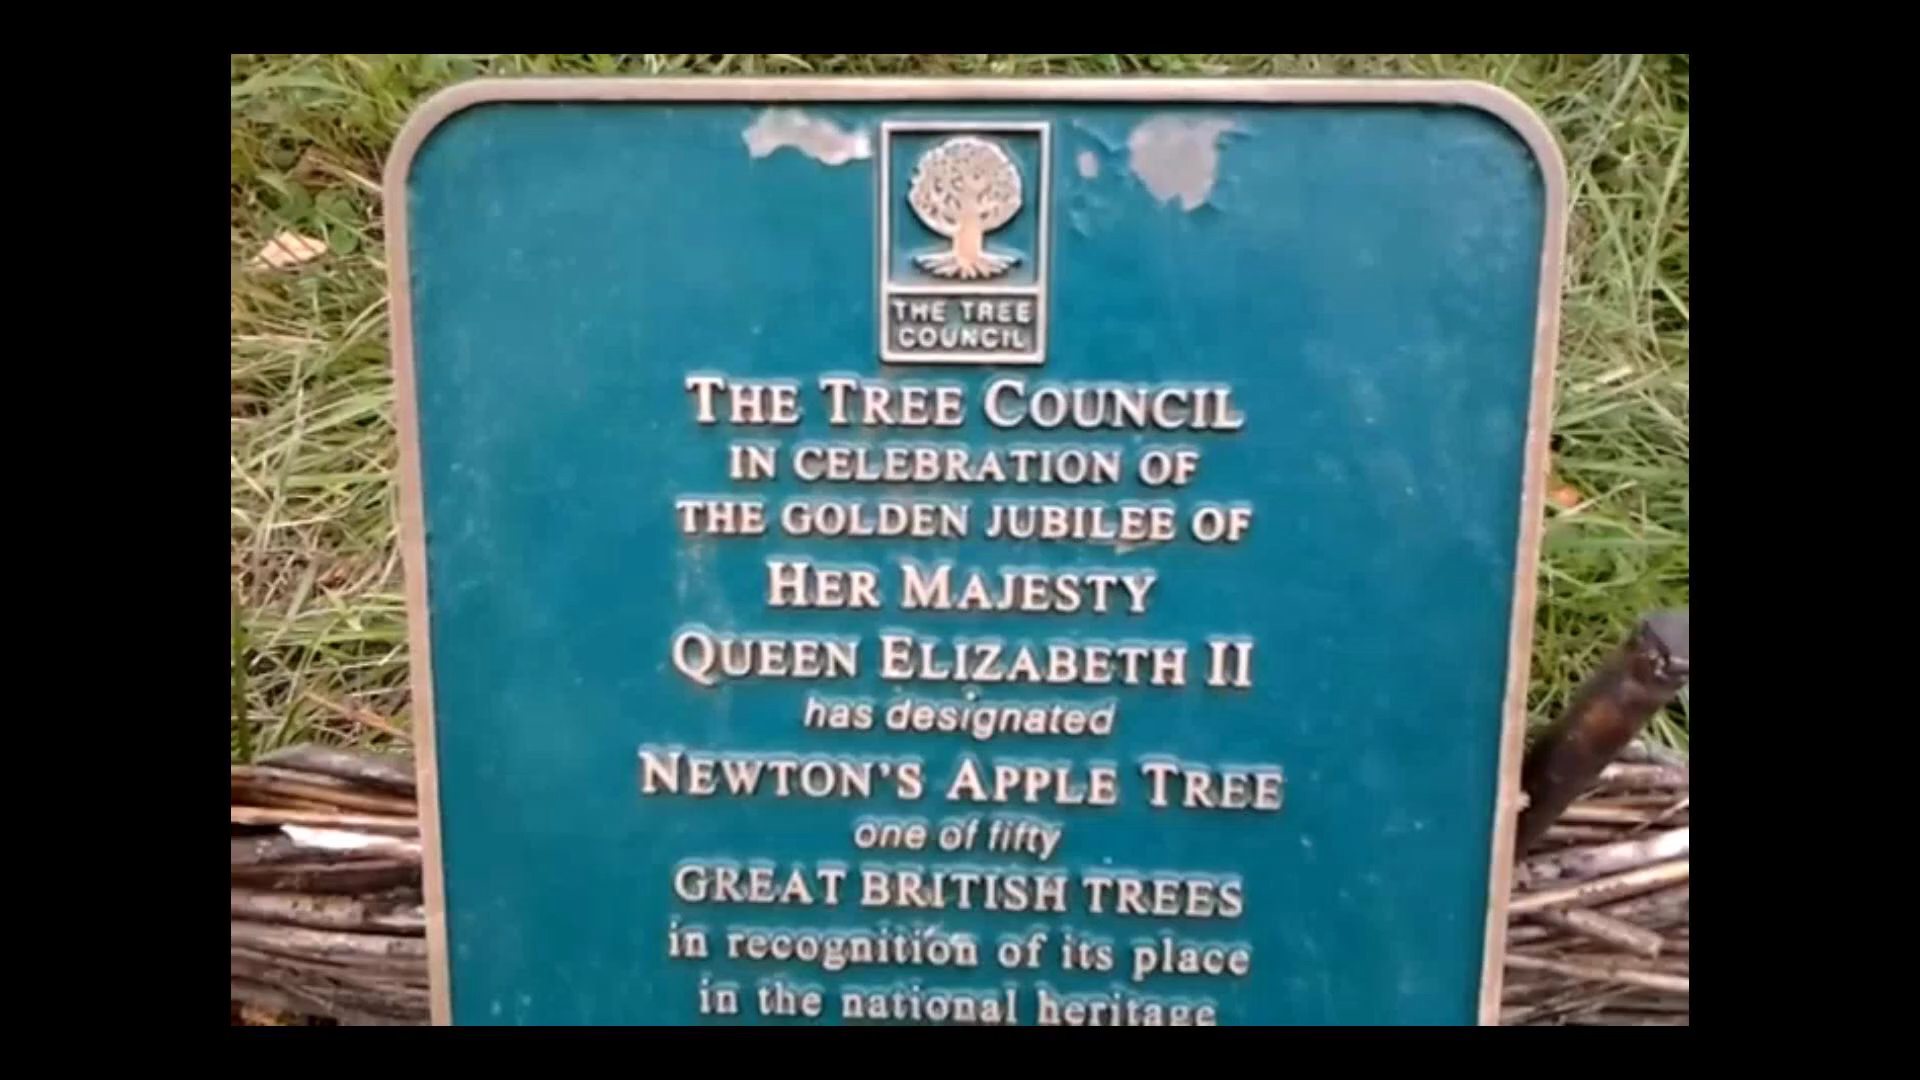 THE TREE
COUNCIL
THE TREE COUNCIL
IN CELEBRATION OF
THE GOLDEN JUBILEE OF
HER MAJESTY
QUEEN ELIZABETH II
has designated
NEWTON'S APPLE TREE
one of fifty
GREAT BRITISH TREES
in recognition of its place
in the national heritage